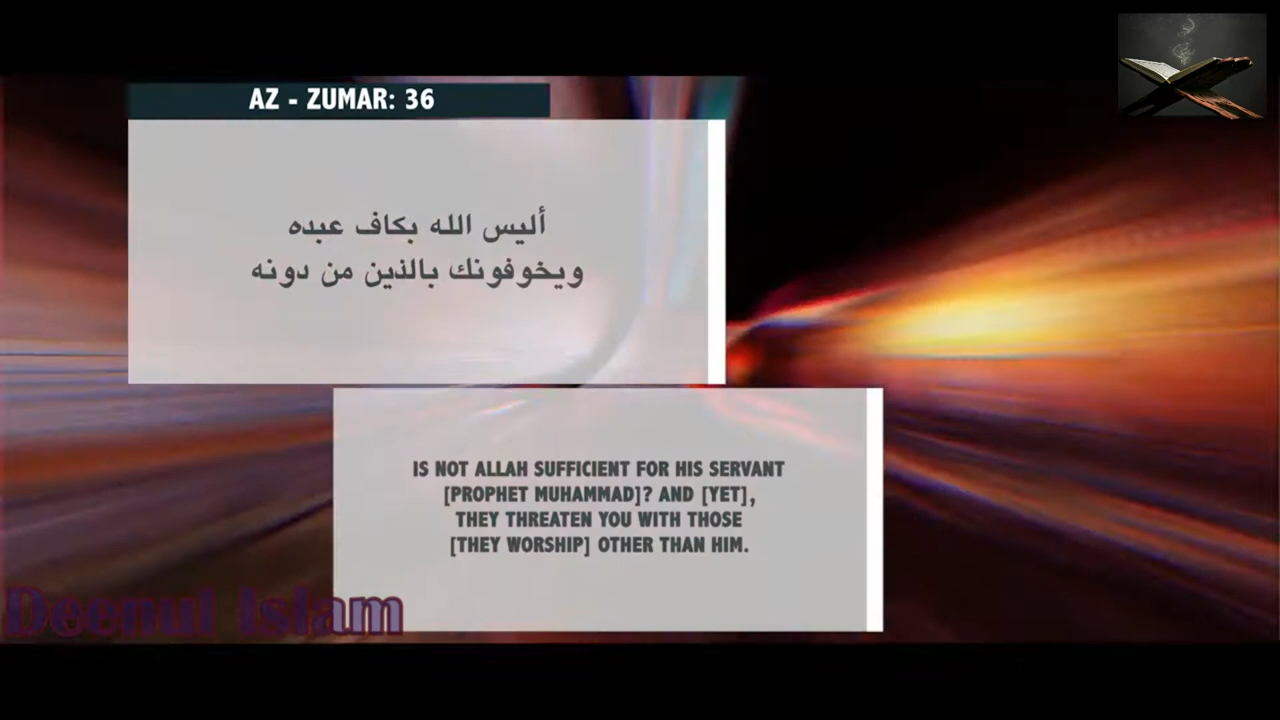 AZ - ZUMAR: 36
أليس الله بكاف عبده
ويخوفونك بالذين من دونه
IS NOT ALLAH SUFFICIENT FOR HIS SERVANT
[PROPHET MUHAMMAD]? AND [YET],
THEY THREATEN YOU WITH THOSE
[THEY WORSHIP] OTHER THAN HIM.
Deenul Islam